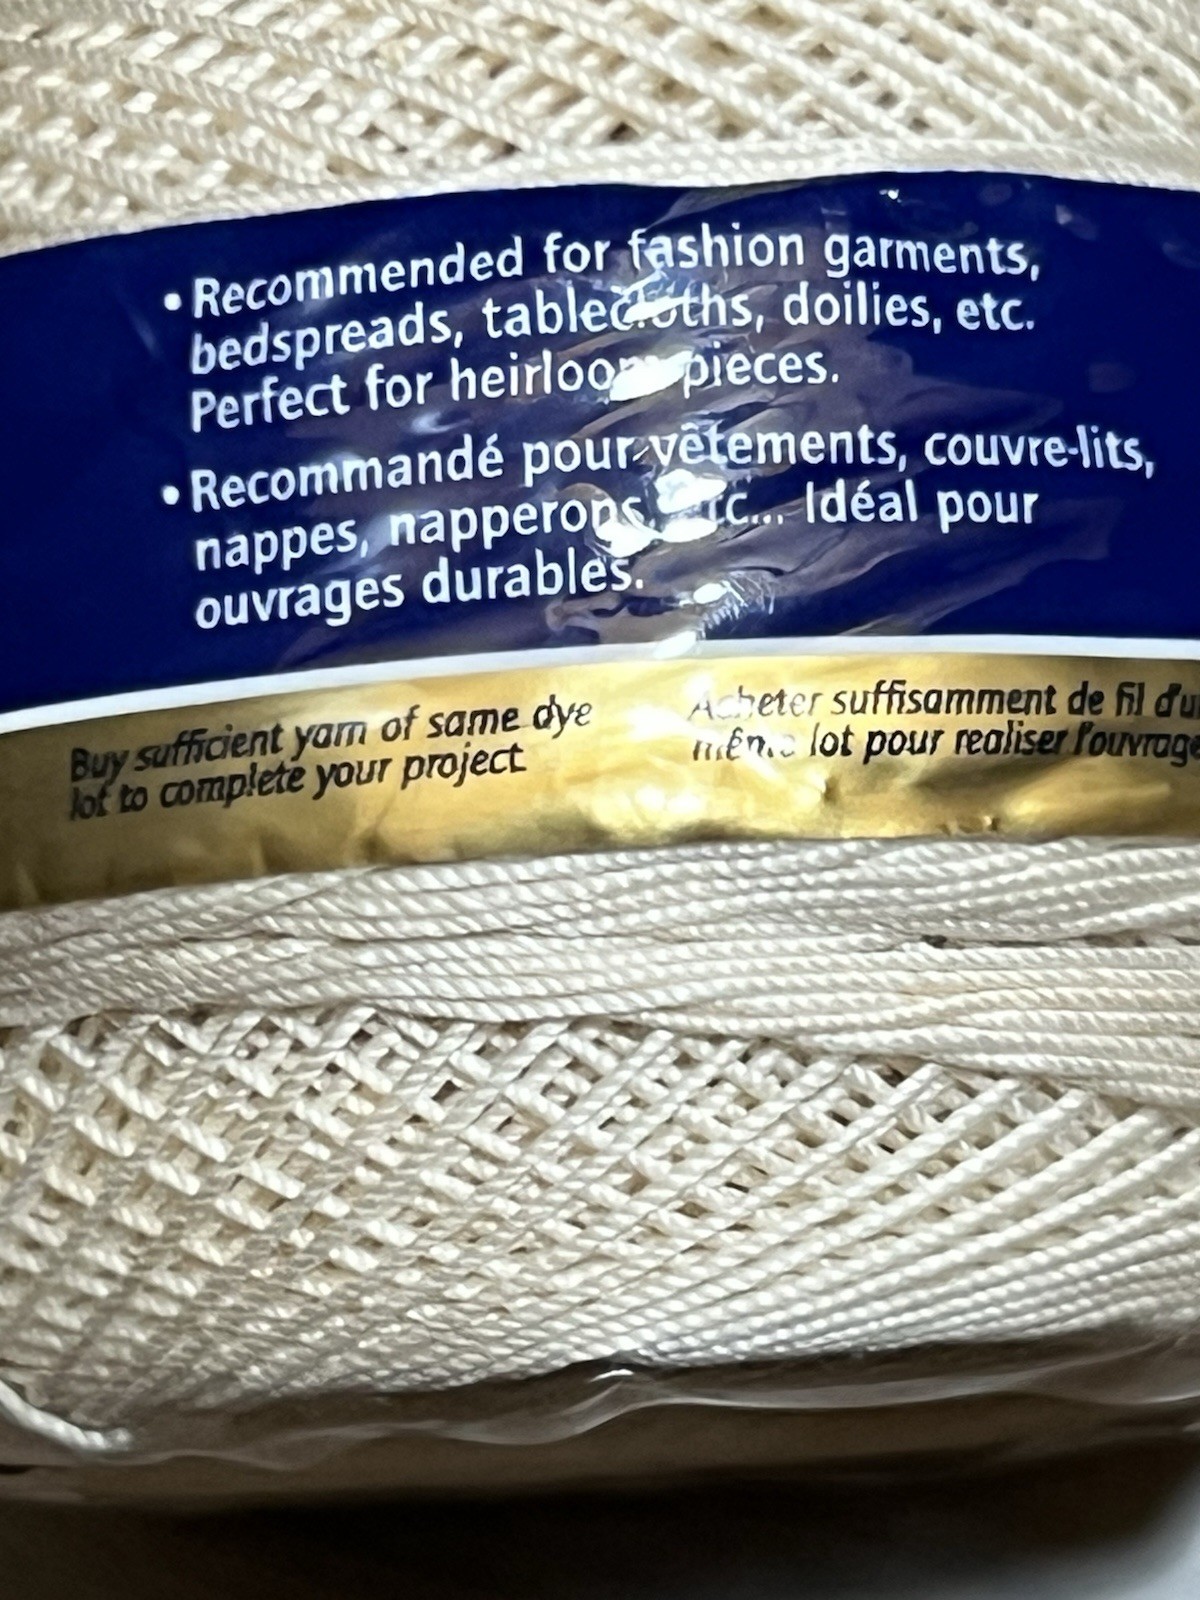 • Recommended for fashion garments,
bedspreads, tablecloths, doilies, etc.
Perfect for heirloom pieces.
• Recommandé pour vêtements, couvre-lits,
nappes, napperons, etc... Idéal pour
ouvrages durables.
Buy sufficient yarn of same dye
lot to complete your project
Acheter suffisamment de fil
même lot pour realiser l'ouvrage